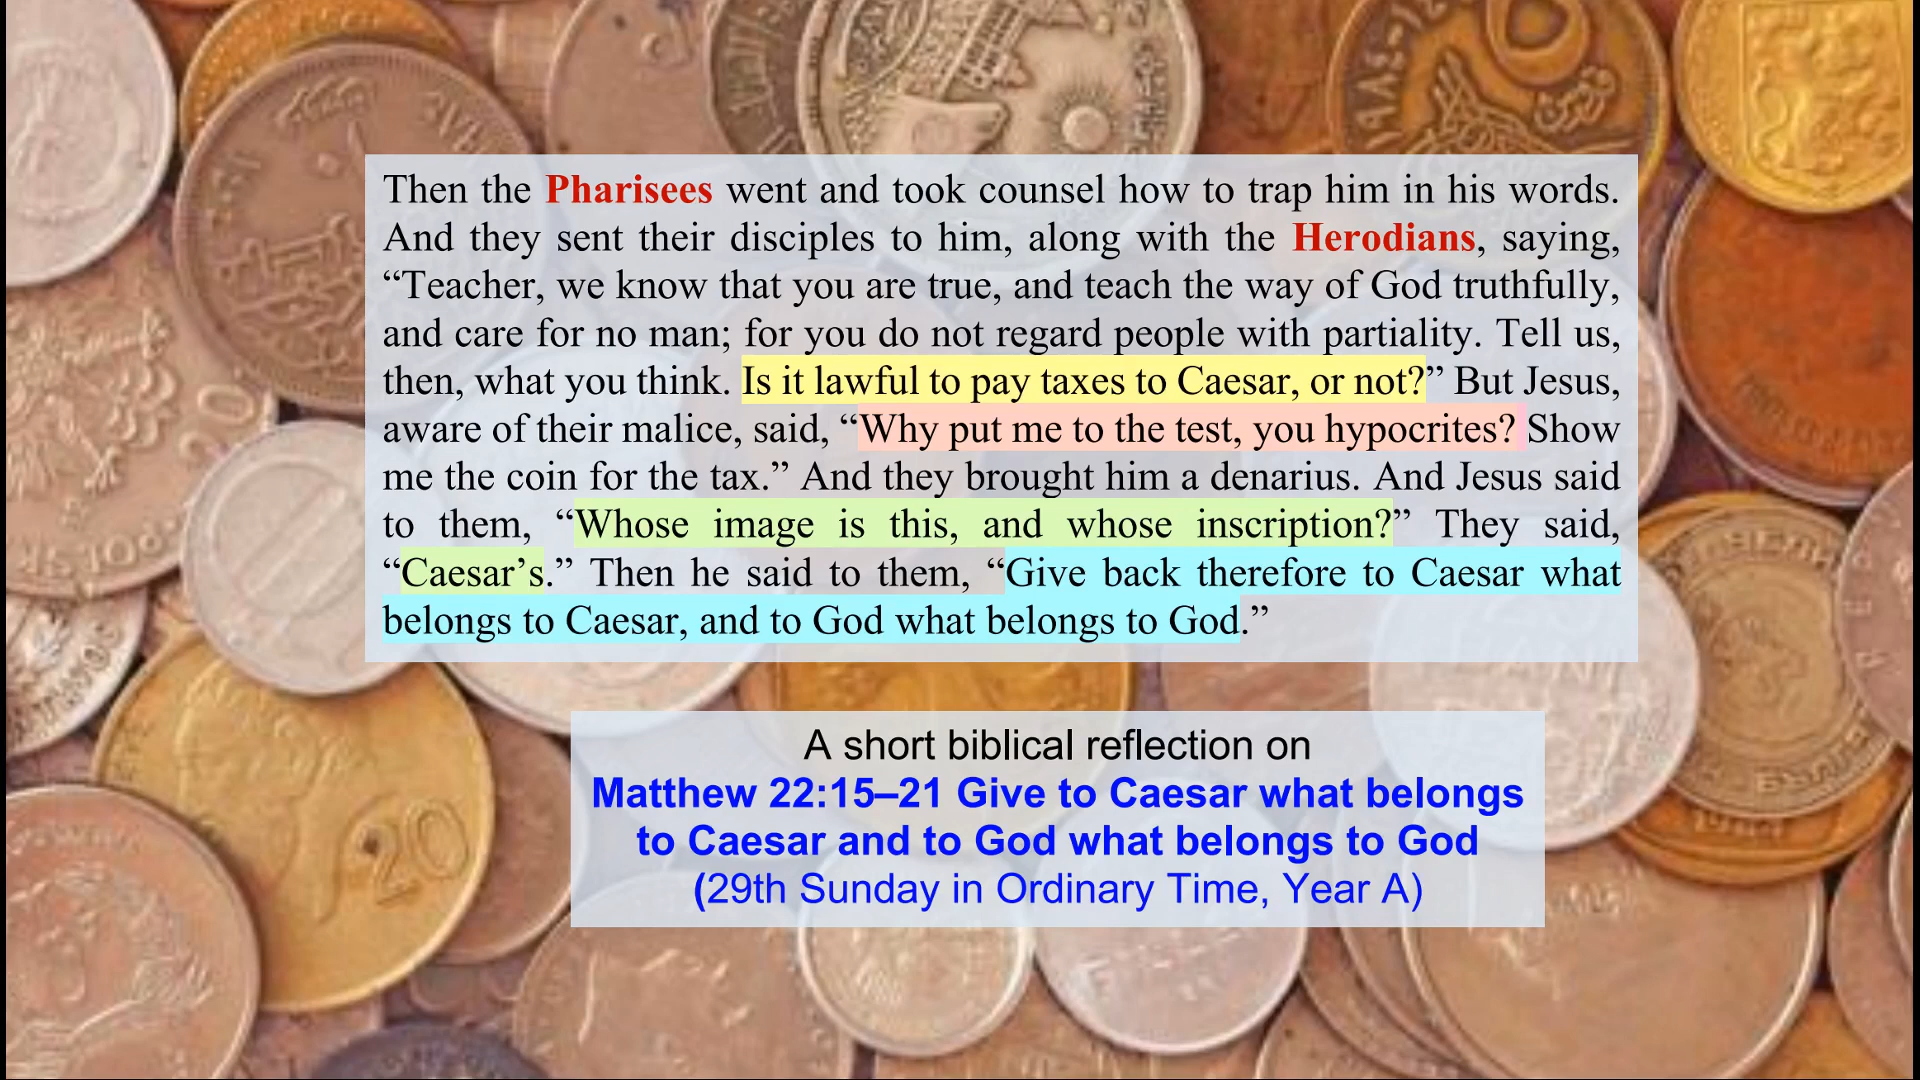 Then the Pharisees went and took counsel how to trap him in his words.
And they sent their disciples to him, along with the Herodians, saying,
“Teacher, we know that you are true, and teach the way of God truthfully,
and care for no man; for you do not regard people with partiality. Tell us,
then, what you think. Is it lawful to pay taxes to Caesar, or not?” But Jesus,
aware of their malice, said, “Why put me to the test, you hypocrites? Show
me the coin for the tax.” And they brought him a denarius. And Jesus said
to them, “Whose image is this, and whose inscription?” They said,
“Caesar’s.” Then he said to them, “Give back therefore to Caesar what
belongs to Caesar, and to God what belongs to God.”
A short biblical reflection on
Matthew 22:15–21 Give to Caesar what belongs
to Caesar and to God what belongs to God
(29th Sunday in Ordinary Time, Year A)
20